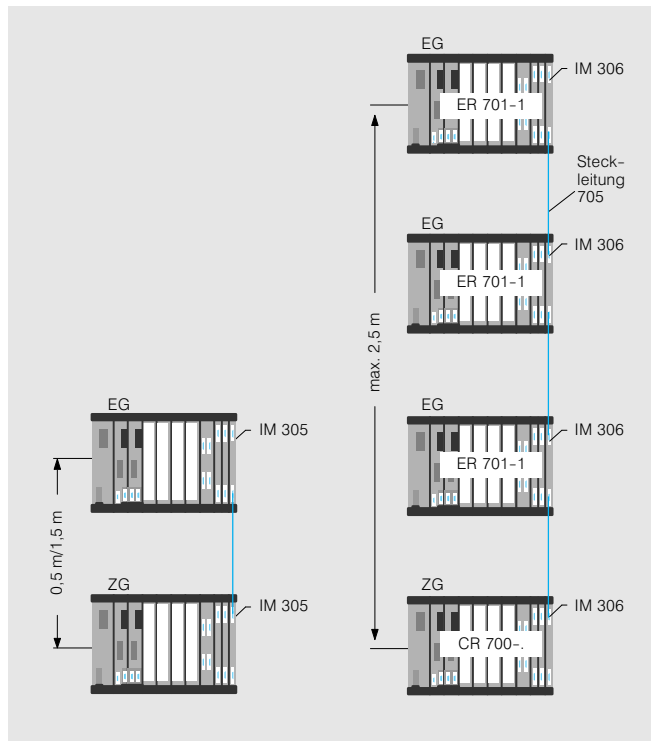 EG
IM 306
ER 701-1
Steck-
leitung
705
EG
IM 306
ER 701-1
max. 2,5 m
EG
IM 305
0,5 m/1,5 m
ZG
IM 305
EG
IM 306
ER 701-1
ZG
IM 306
CR 700-.